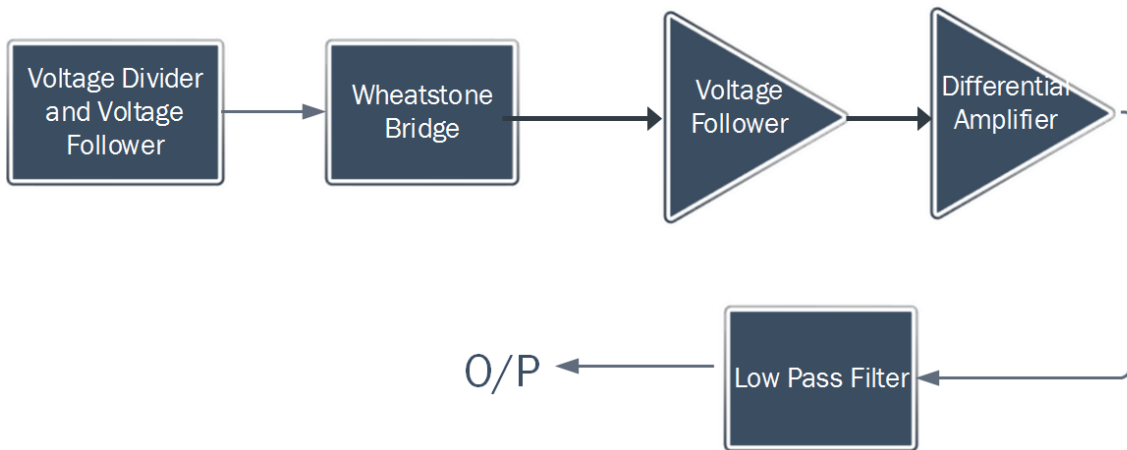 Voltage Divider
and Voltage
Follower
Wheatstone
Bridge
Voltage
Follower
Differential
Amplifier
Low Pass Filter
O/P